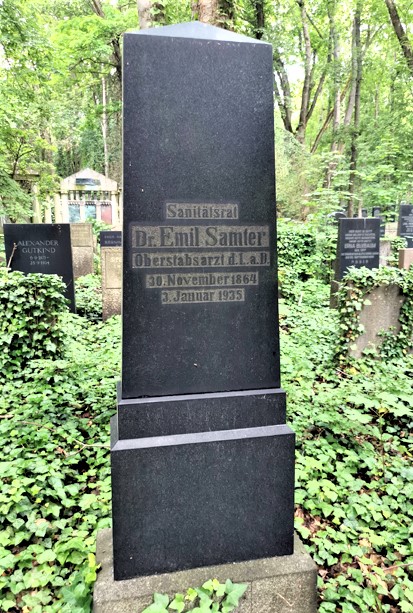 Sanitätsrat
Dr. Emil Samter
Oberstabsarzt d.L.a.D.
30. November 1864
3. Januar 1935
ALEXANDER
GUTKIND